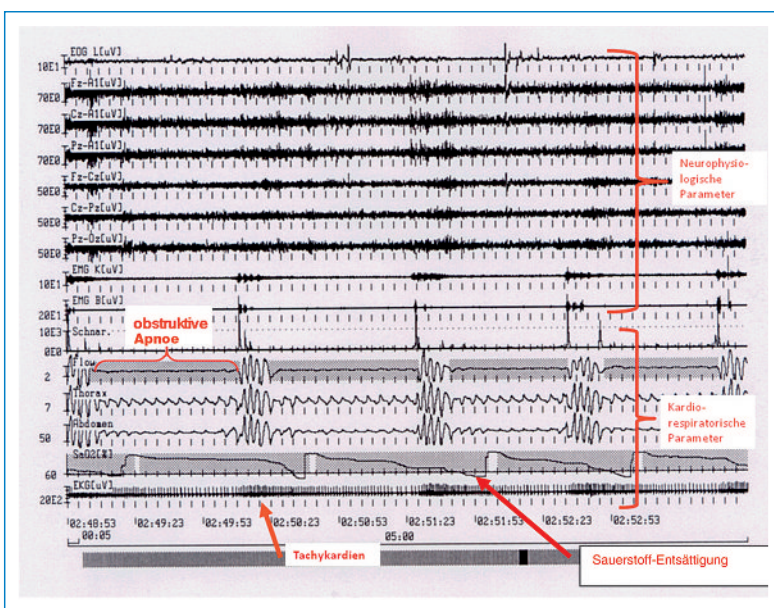 EOG L[uV]
10E1
Fz-A1[uV]
70E0
Cz-A1[uV]
70E0
Pz-A1[uV]
70E0
Fz-Cz[uV]
50E0
Cz-Pz[uV]
50E0
Pz-Oz[uV]
50E0
EMG K[uV]
10E1
EMG B[uV]
20E1
Schnar.
10E3
0E0
Flow
2
Thorax
7
Abdomen
50
SaO2[%]
60
EKG[uV]
20E2
Neurophysio-
logische
Parameter
obstruktive
Apnoe
Kardio-
respiratorische
Parameter
02:48:53 02:49:23 02:49:53 02:50:23 02:50:53 02:51:23 02:51:53 02:52:23 02:52:53
00:05 05:00
Tachykardien
Sauerstoff-Entsättigung